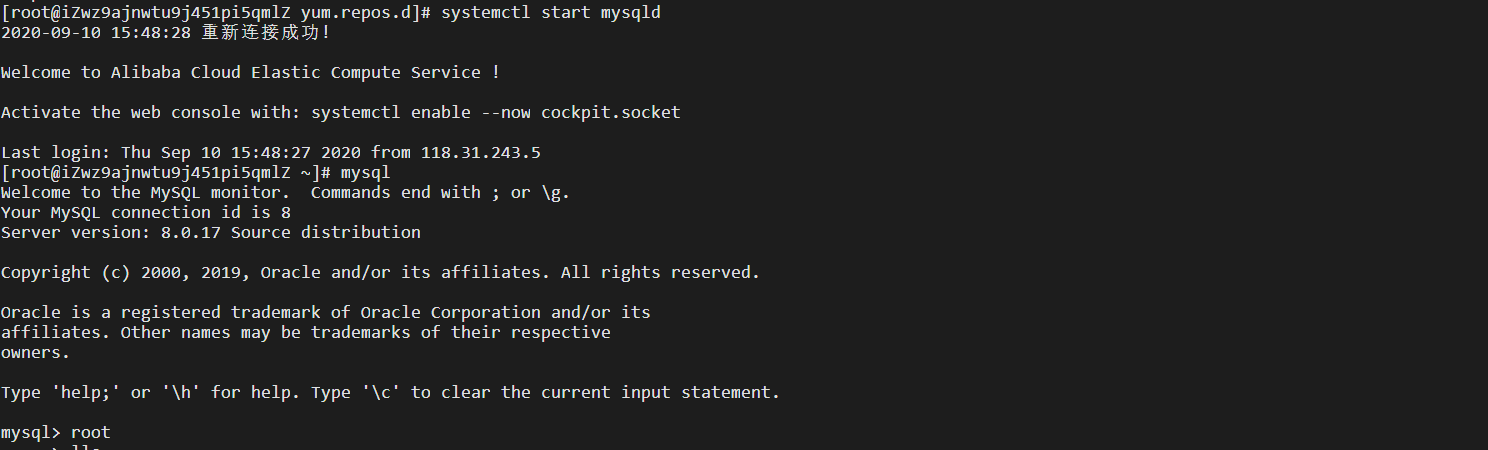 [root@iZwz9ajnwtu9j451pi5qmlZ yum.repos.d]# systemctl start mysqld
2020-09-10 15:48:28 重新连接成功!
Welcome to Alibaba Cloud Elastic Compute Service !
Activate the web console with: systemctl enable --now cockpit.socket
Last login: Thu Sep 10 15:48:27 2020 from 118.31.243.5
[root@iZwz9ajnwtu9j451pi5qmlZ ~]# mysql
Welcome to the MySQL monitor.  Commands end with ; or \g.
Your MySQL connection id is 8
Server version: 8.0.17 Source distribution
Copyright (c) 2000, 2019, Oracle and/or its affiliates. All rights reserved.
Oracle is a registered trademark of Oracle Corporation and/or its
affiliates. Other names may be trademarks of their respective
owners.
Type 'help;' or '\h' for help. Type '\c' to clear the current input statement.
mysql> root